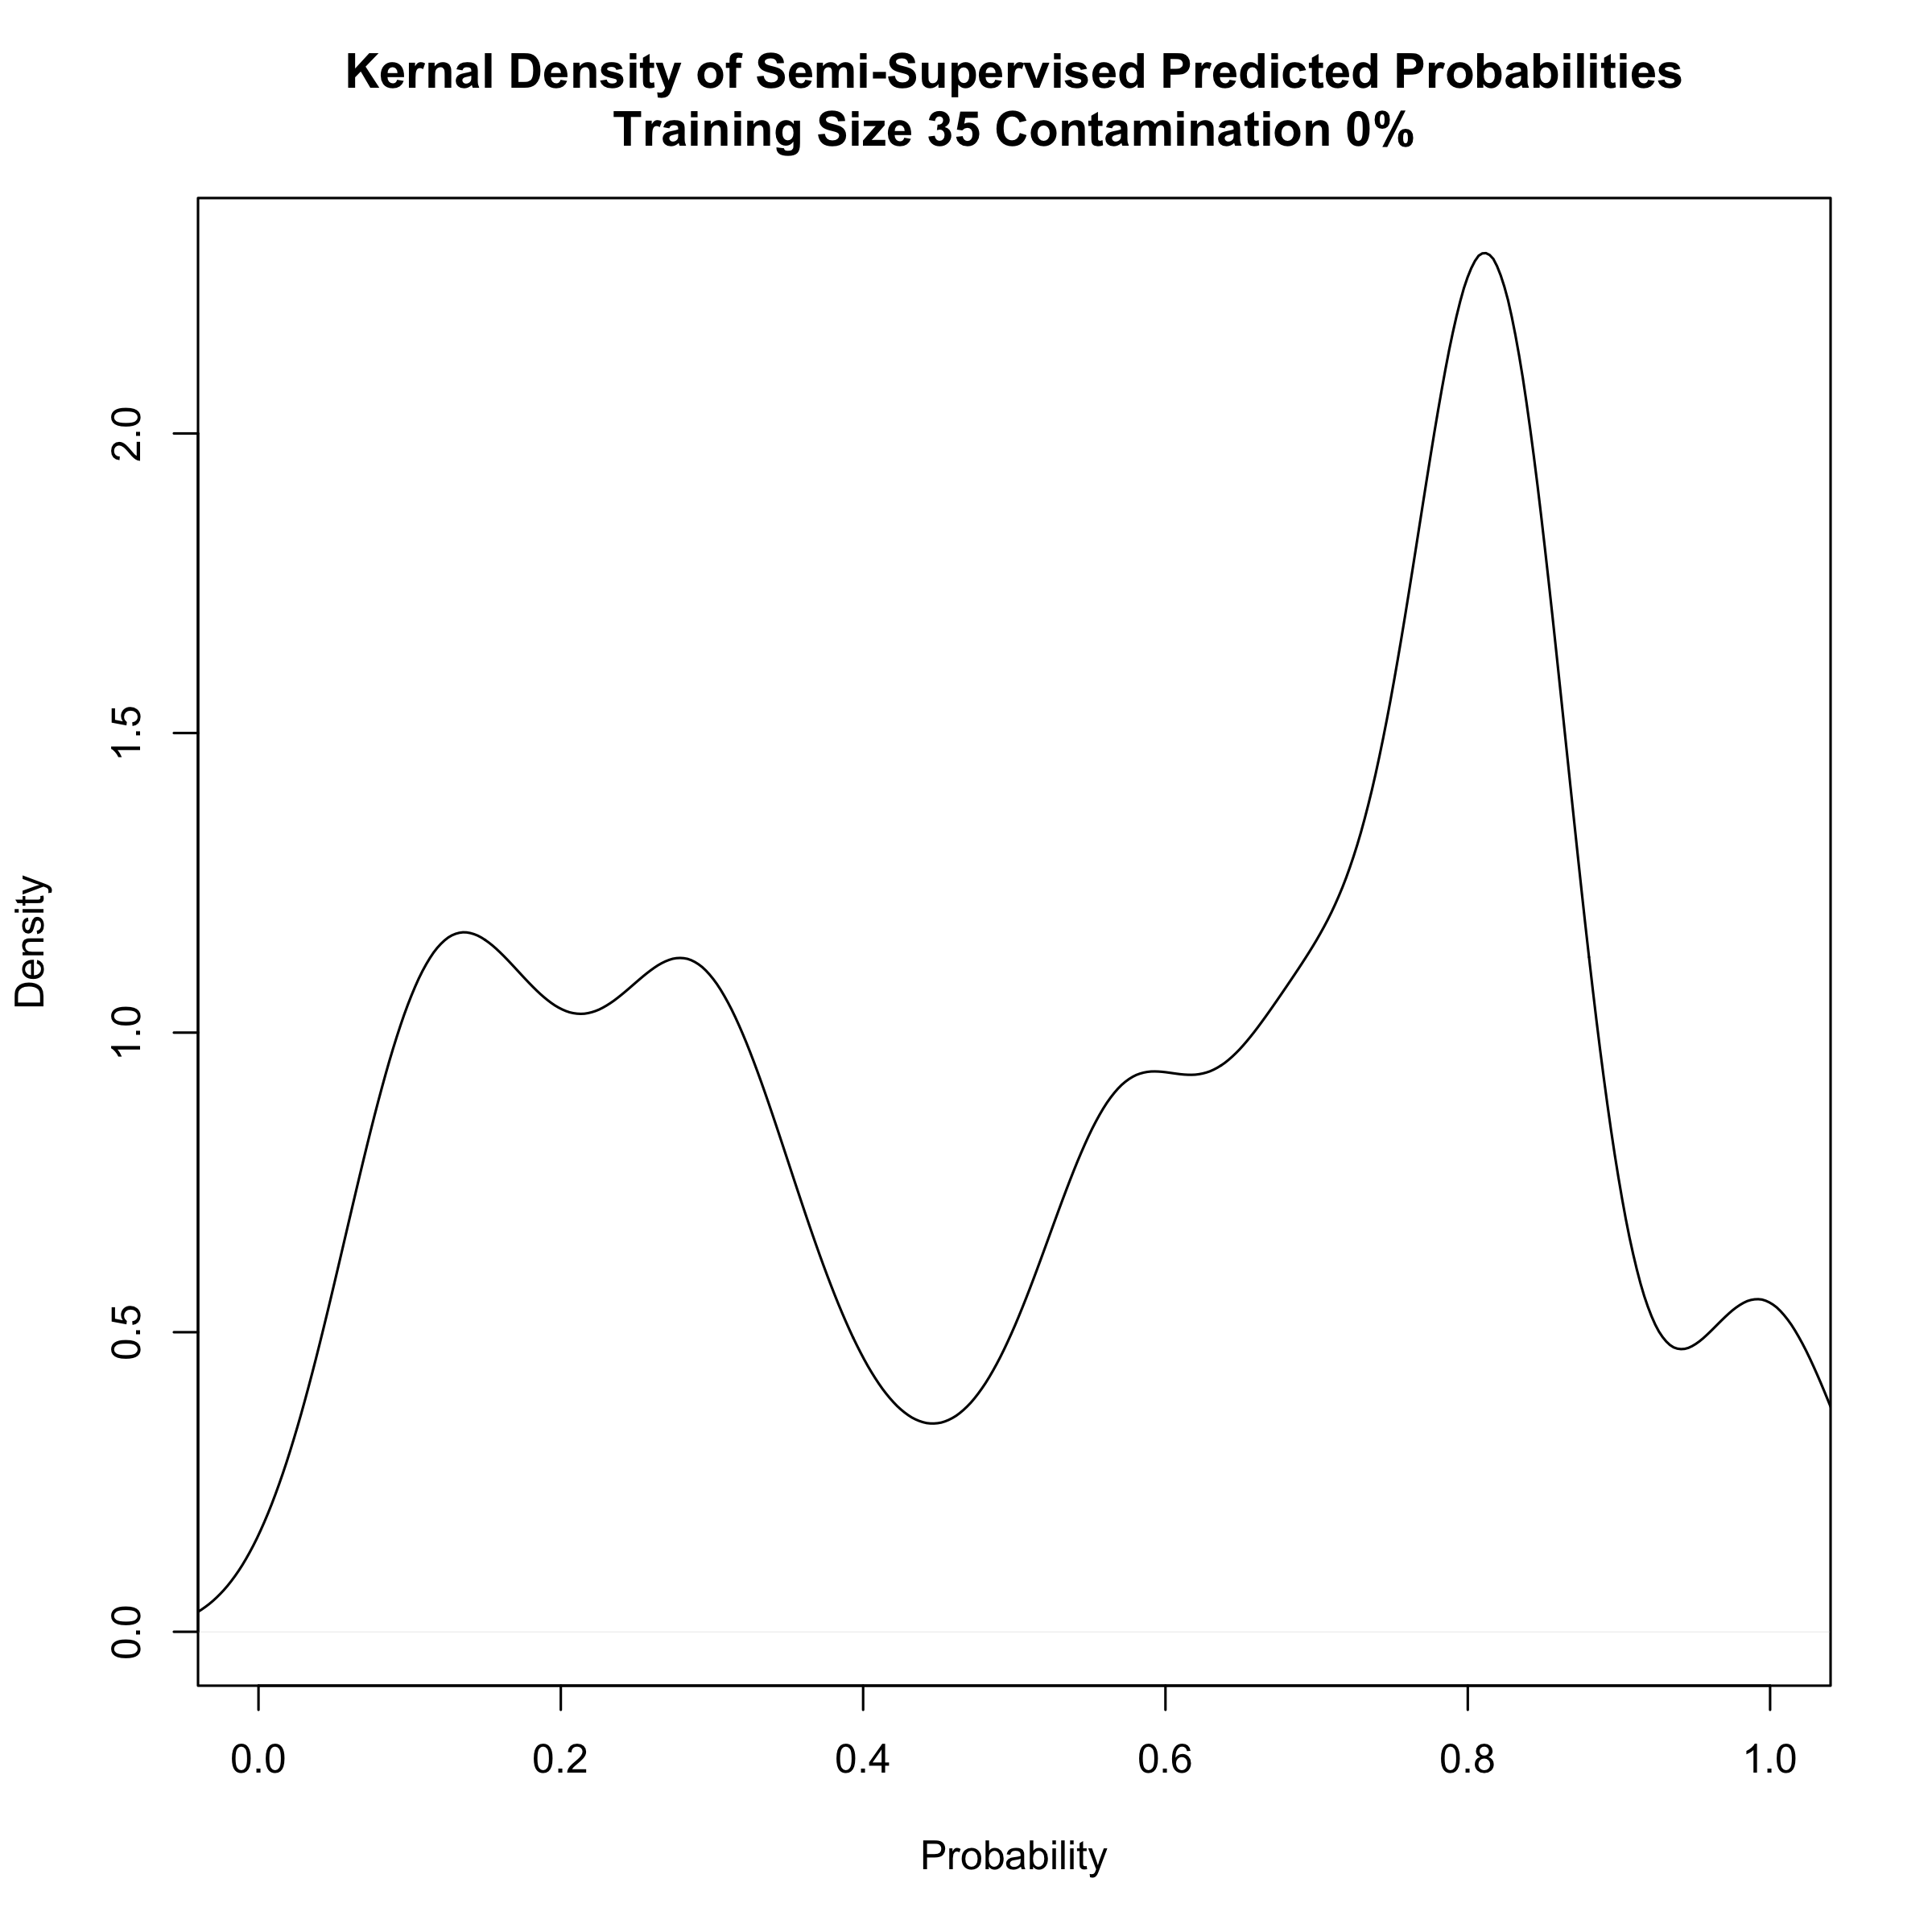 Kernal Density of Semi-Supervised Predicted Probabilities
Training Size 35 Contamination 0%
Density
2.0
1.5
1.0
0.5
0.0
0.0 0.2 0.4 0.6 0.8 1.0
Probability